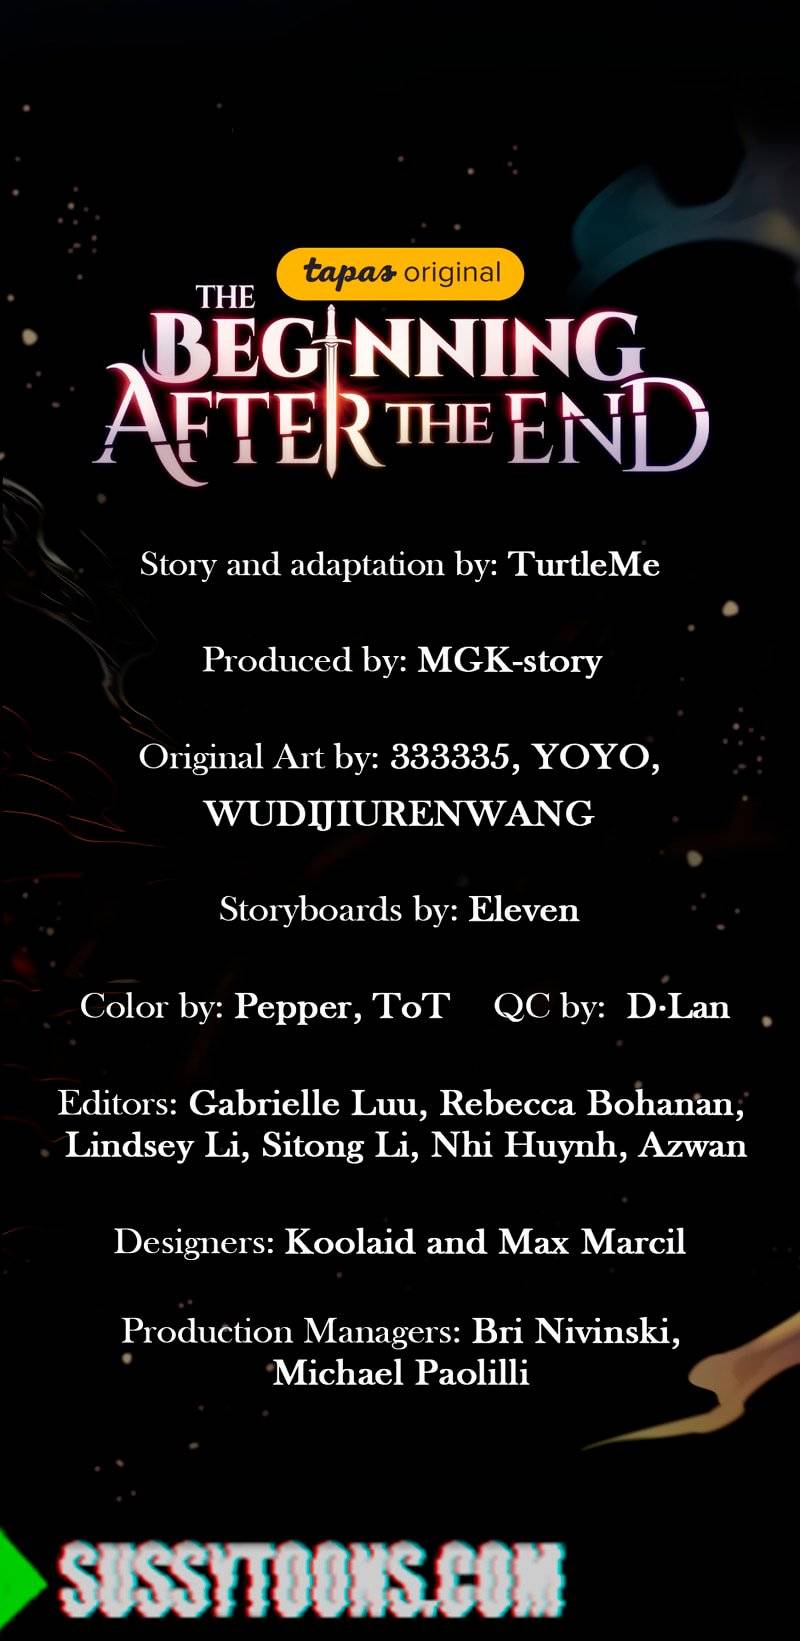 tapas original
THE
BEGINNING
AFTER THE END
Story and adaptation by: TurtleMe
Produced by: MGK-story
Original Art by: 333335, YOYO,
WUDIJIURENWANG
Storyboards by: Eleven
Color by: Pepper, ToT QC by: D·Lan
Editors: Gabrielle Luu, Rebecca Bohanan,
Lindsey Li, Sitong Li, Nhi Huynh, Azwan
Designers: Koolaid and Max Marcil
Production Managers: Bri Nivinski,
Michael Paolilli
SUSSYTOONS.COM